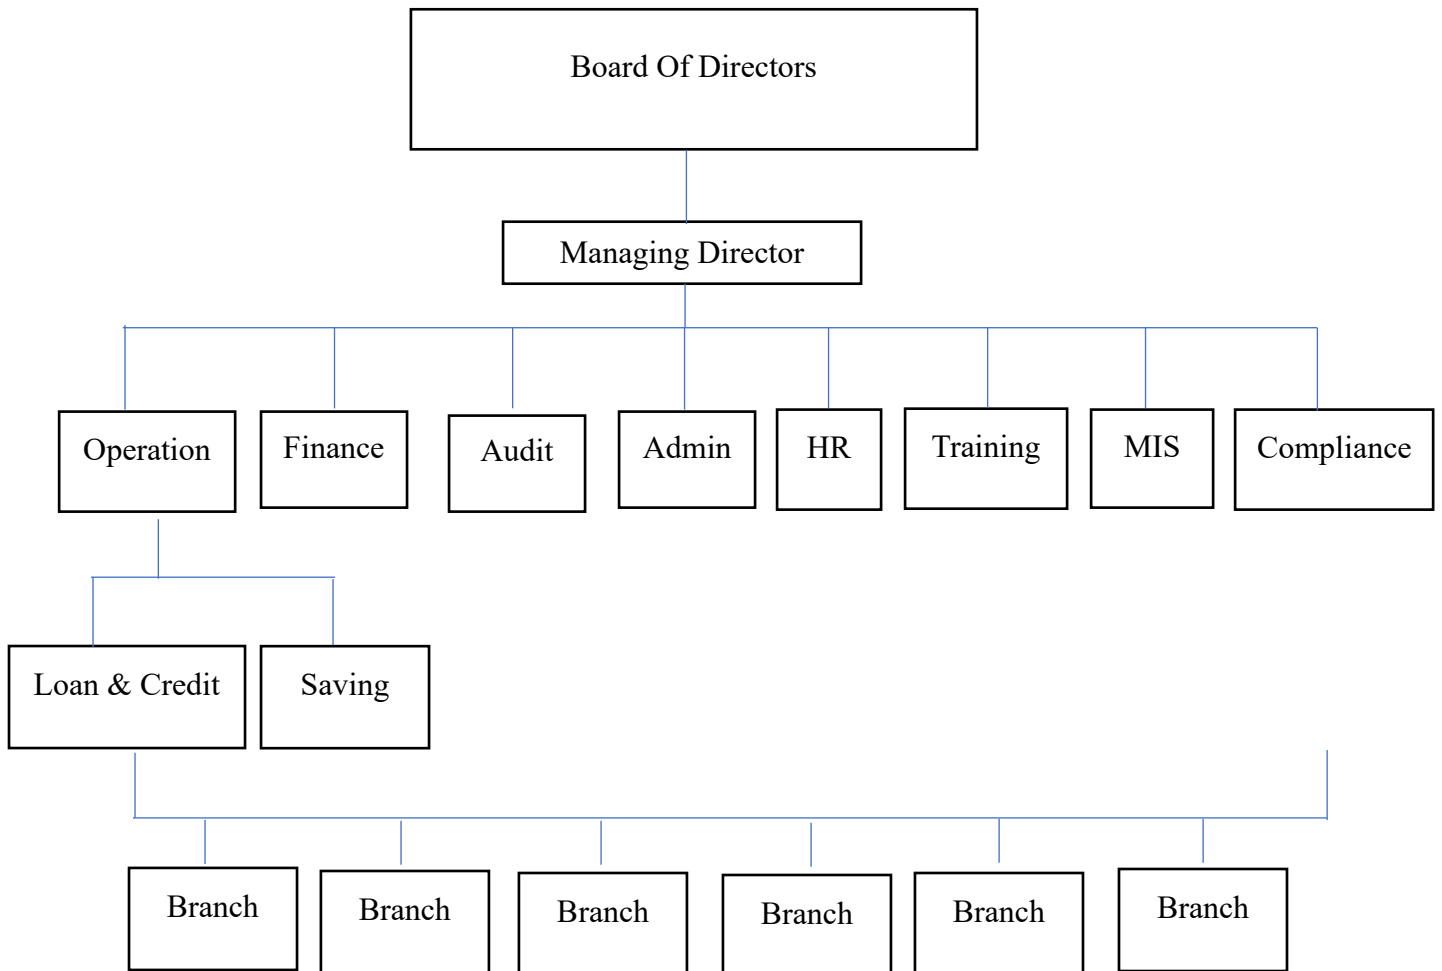 Board Of Directors
Managing Director
Operation
Finance
Audit
Admin
HR
Training
MIS
Compliance
Loan & Credit
Saving
Branch
Branch
Branch
Branch
Branch
Branch